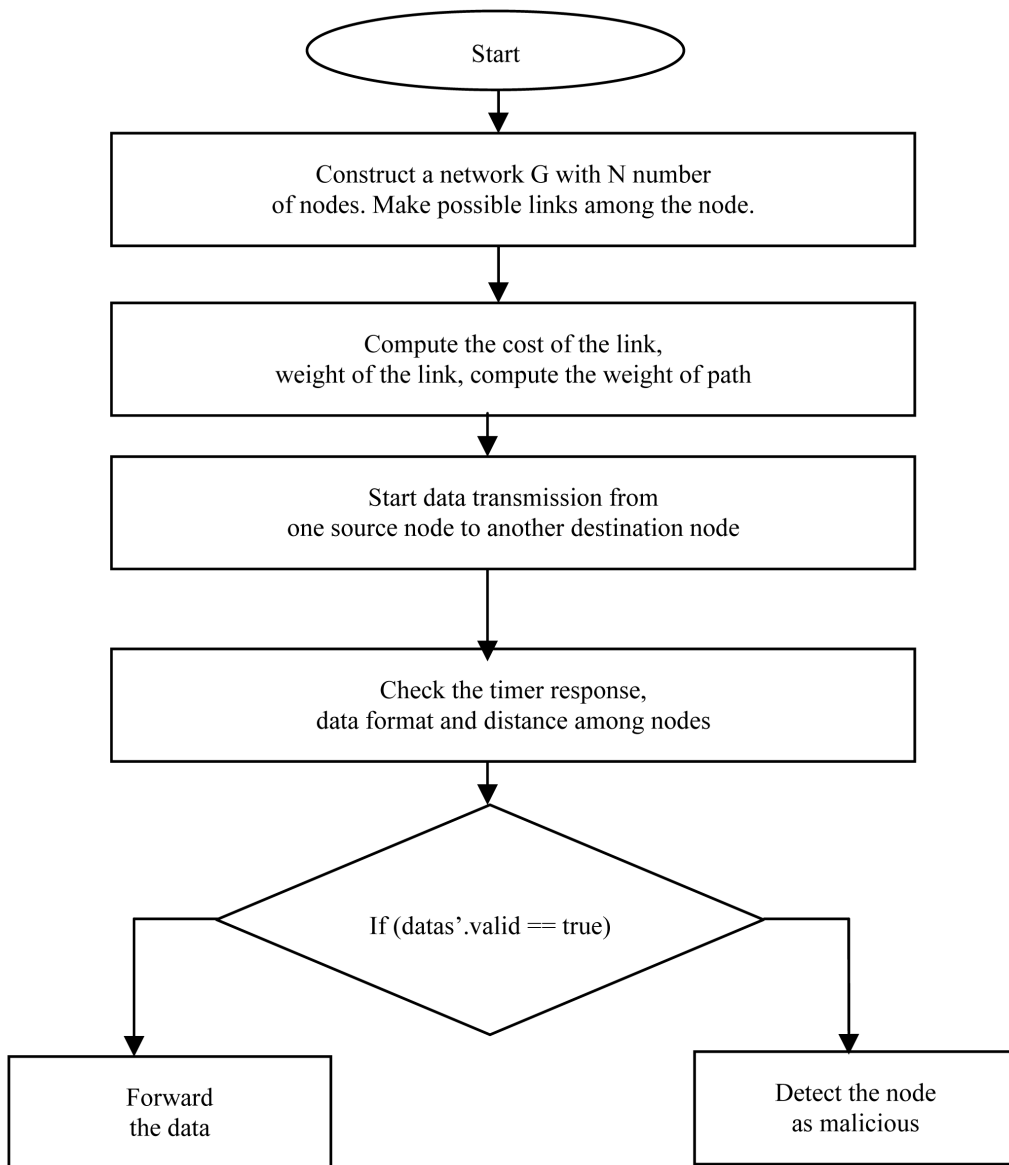 Start
Construct a network G with N number
of nodes. Make possible links among the node.
Compute the cost of the link,
weight of the link, compute the weight of path
Start data transmission from
one source node to another destination node
Check the timer response,
data format and distance among nodes
If (datas’.valid == true)
Forward
the data
Detect the node
as malicious